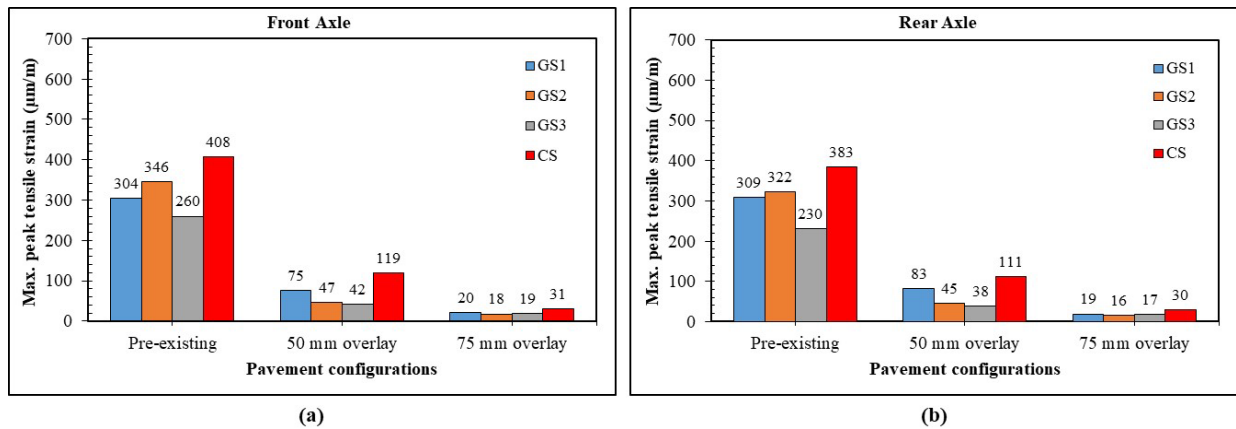 Front Axle
Max. peak tensile strain (µm/m)
700
600
500
400
300
200
100
0
GS1
GS2
GS3
CS
304
346
260
408
75
47
42
119
20
18
19
31
Pre-existing
50 mm overlay
75 mm overlay
Pavement configurations
(a)
Rear Axle
Max. peak tensile strain (µm/m)
700
600
500
400
300
200
100
0
GS1
GS2
GS3
CS
309
322
230
383
83
45
38
111
19
16
17
30
Pre-existing
50 mm overlay
75 mm overlay
Pavement configurations
(b)